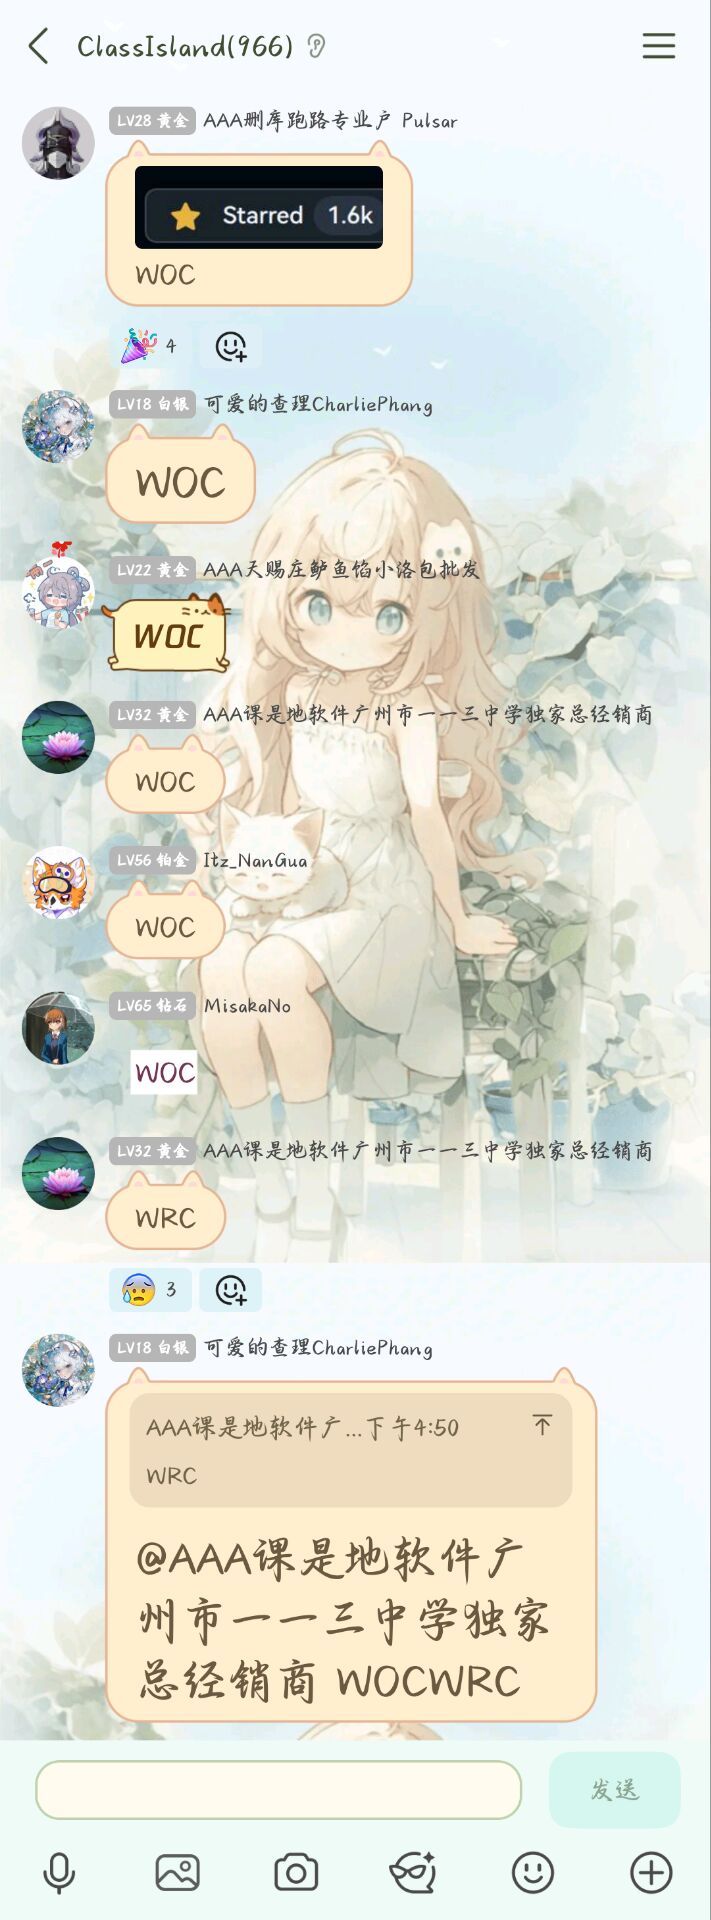 ClassIsland(966)
LV28 黄金 AAA删库跑路专业户 Pulsar
Starred 1.6k
WOC
4
LV18 白银 可爱的查理CharliePhang
WOC
LV22 黄金 AAA天赐庄鲈鱼馅小洛包批发
WOC
LV32 黄金 AAA课是地软件广州市一一三中学独家总经销商
WOC
LV56 铂金 Itz_NanGua
WOC
LV65 钻石 MisakaNo
WOC
LV32 黄金 AAA课是地软件广州市一一三中学独家总经销商
WRC
3
LV18 白银 可爱的查理CharliePhang
AAA课是地软件广...下午4:50
WRC
@AAA课是地软件广
州市一一三中学独家
总经销商 WOCWRC
发送